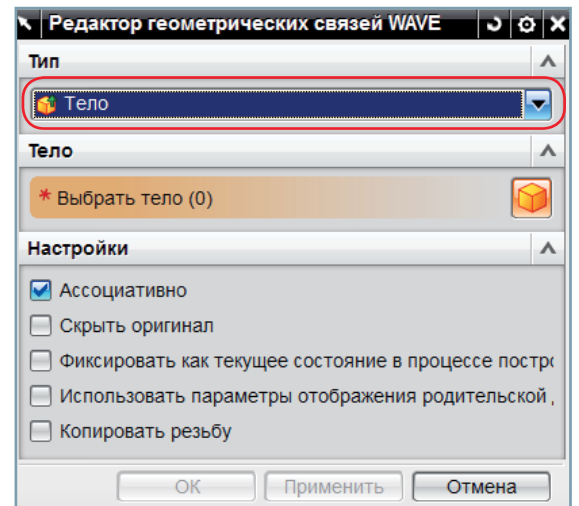 Редактор геометрических связей WAVE
Тип
Тело
Тело
* Выбрать тело (0)
Настройки
Ассоциативно
Скрыть оригинал
Фиксировать как текущее состояние в процессе постро
Использовать параметры отображения родительской
Копировать резьбу
ОК Применить Отмена